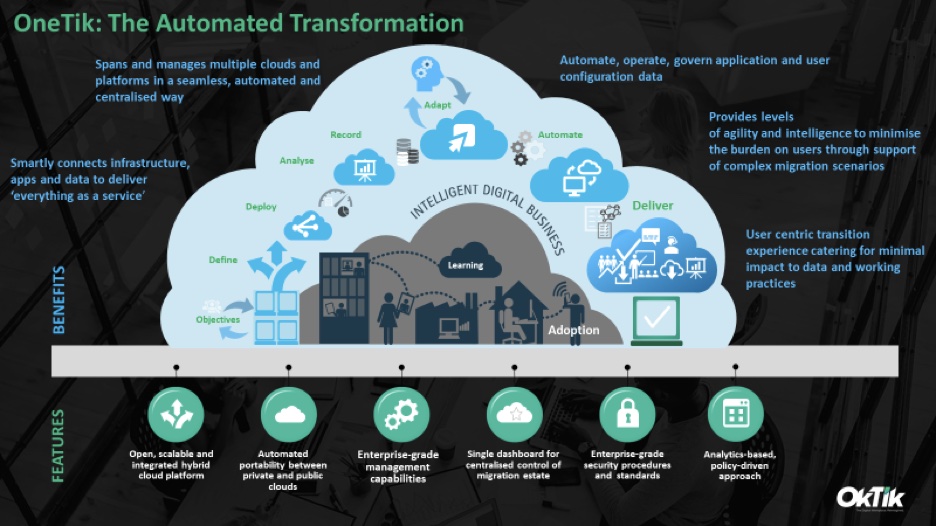 OneTik: The Automated Transformation
Spans and manages multiple clouds and
platforms in a seamless, automated and
centralised way
Automate, operate, govern application and user
configuration data
Smartly connects infrastructure,
apps and data to deliver
‘everything as a service’
Provides levels
of agility and intelligence to minimise
the burden on users through support
of complex migration scenarios
User centric transition
experience catering for minimal
impact to data and working
practices
Objectives
Define
Deploy
Analyse
Record
Adapt
Automate
Deliver
INTELLIGENT DIGITAL BUSINESS
Learning
Adoption
BENEFITS
FEATURES
Open, scalable and
integrated hybrid
cloud platform
Automated
portability between
private and public
clouds
Enterprise-grade
management
capabilities
Single dashboard for
centralised control of
migration estate
Enterprise-grade
security procedures
and standards
Analytics-based,
policy-driven
approach
OkTik